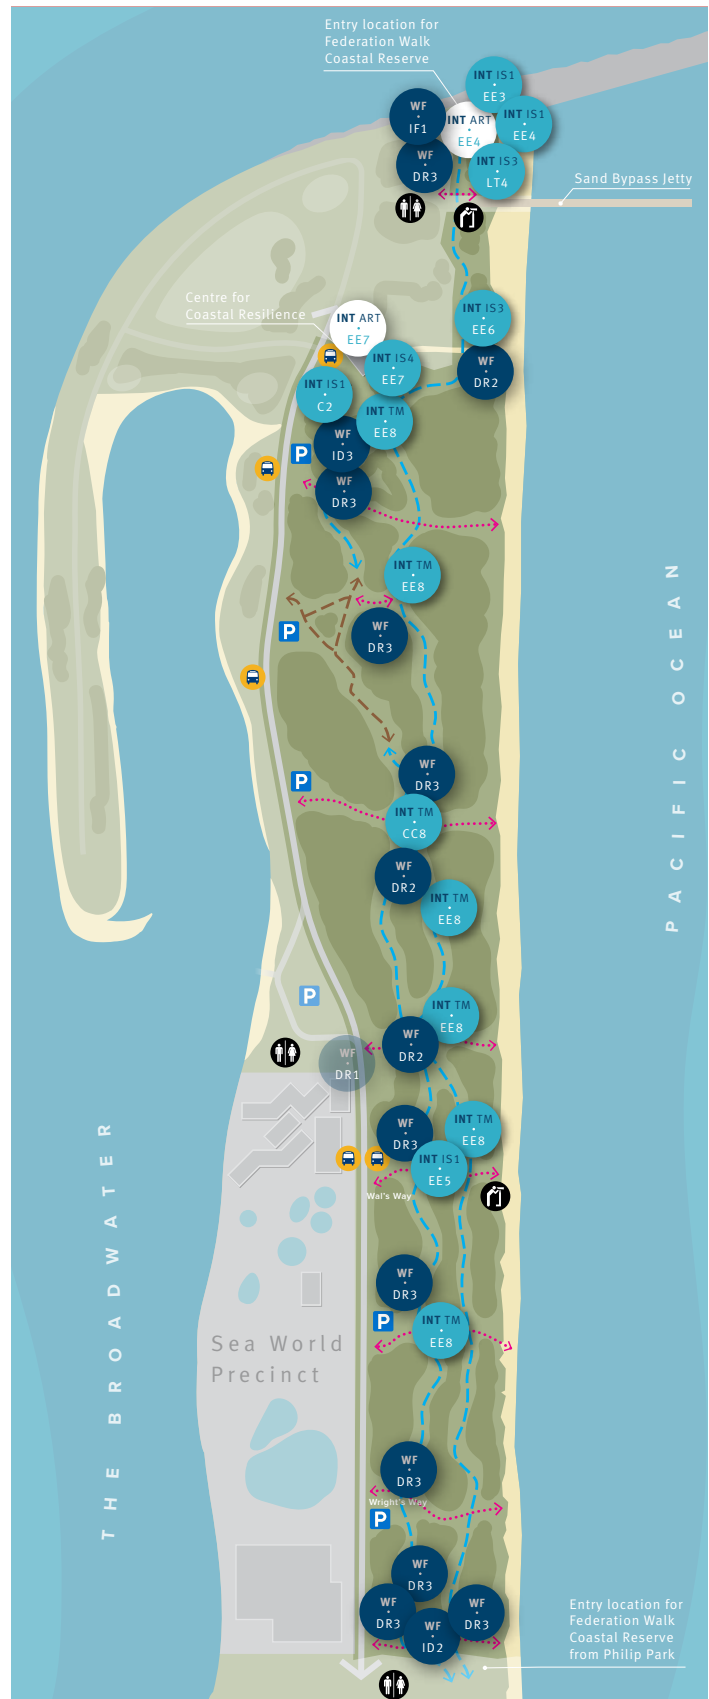 Entry location for
Federation Walk
Coastal Reserve
INT IS1
EE3
WF
IF1
INT ART
EE4
INT IS1
EE4
WF
DR3
INT IS3
LT4
Sand Bypass Jetty
Centre for
Coastal Resilience
INT ART
EE7
INT IS3
EE6
INT IS4
EE7
WF
DR2
INT IS1
C2
INT TM
EE8
WF
ID3
P
WF
DR3
INT TM
EE8
P
WF
DR3
PACIFIC OCEAN
WF
DR3
P
INT TM
CC8
WF
DR2
INT TM
EE8
P
INT TM
EE8
WF
DR2
WF
DR1
WF
DR3
INT TM
EE8
INT IS1
EE5
Wal's Way
THE BROADWATER
WF
DR3
P
INT TM
EE8
Sea World
Precinct
WF
DR3
Wright's Way
P
WF
DR3
WF
DR3
WF
DR3
WF
ID2
Entry location for
Federation Walk
Coastal Reserve
from Philip Park